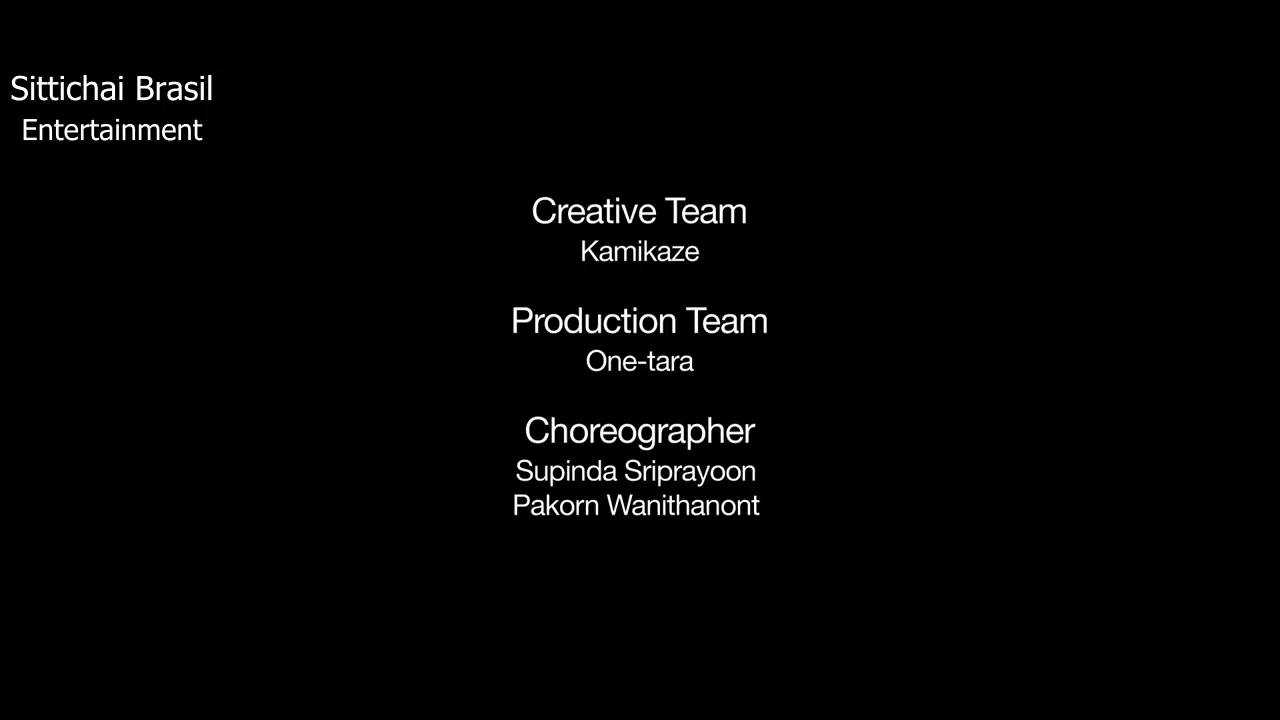 Sittichai Brasil
Entertainment
Creative Team
Kamikaze
Production Team
One-tara
Choreographer
Supinda Sriprayoon
Pakorn Wanithanont